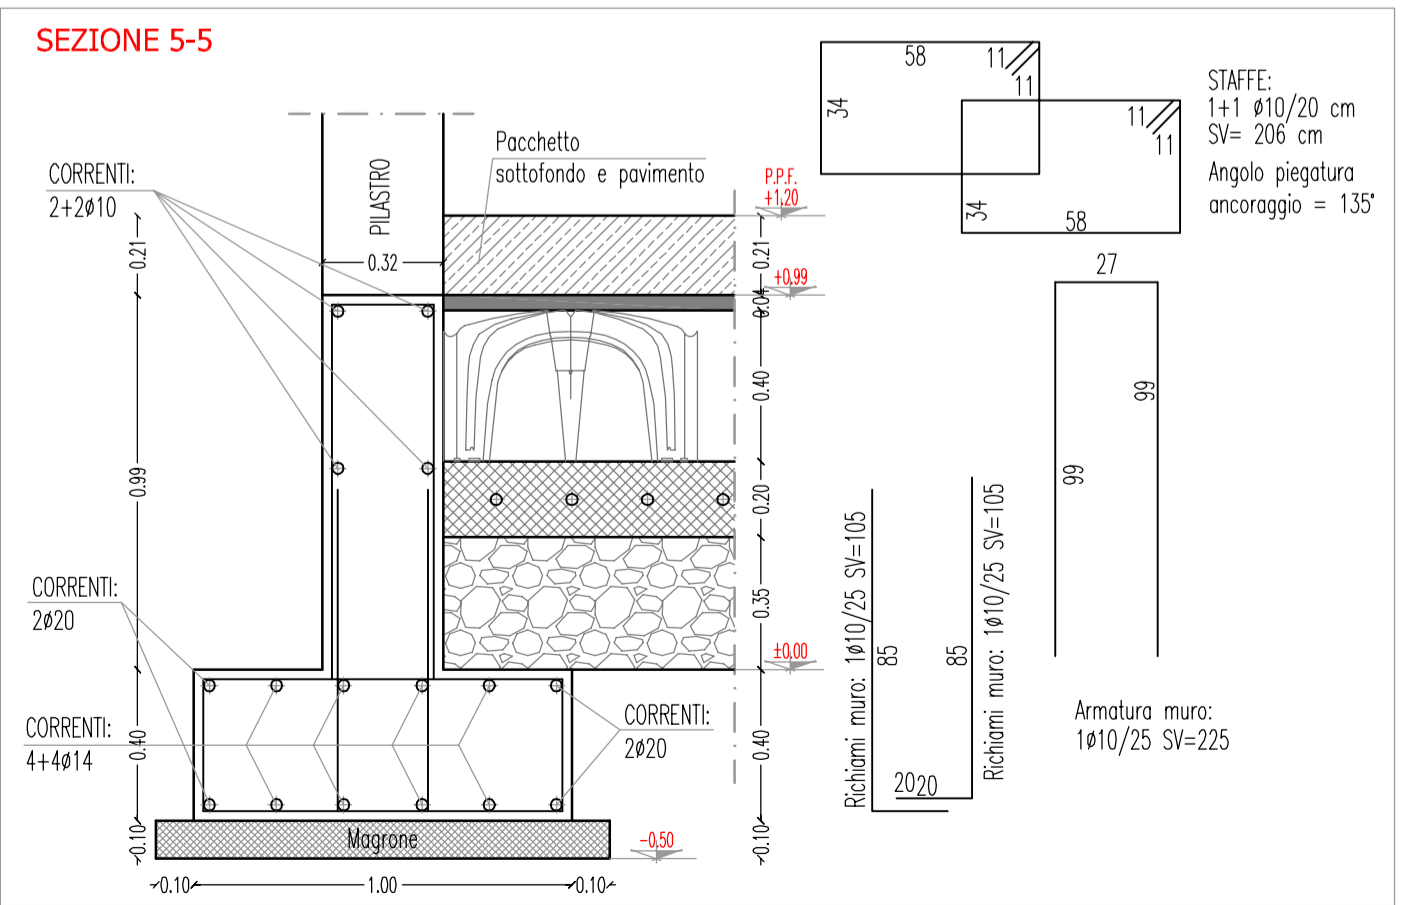 SEZIONE 5-5
CORRENTI:
2+2ø10
PILASTRO
Pacchetto
sottofondo e pavimento
P.P.F.
+1,20
0.21
0.32
0.21
+0,99
0.04
0.99
0.40
0.20
0.35
CORRENTI:
2ø20
±0,00
CORRENTI:
4+4ø14
CORRENTI:
2ø20
0.40
0.40
Magrone
-0,50
0.10
0.10
0.10
1.00
0.10
58
11
11
34
58
11
11
34
STAFFE:
1+1 ø10/20 cm
SV= 206 cm
Angolo piegatura
ancoraggio = 135°
27
99
99
Richiami muro: 1ø10/25 SV=105
85
85
Richiami muro: 1ø10/25 SV=105
20
20
Armatura muro:
1ø10/25 SV=225